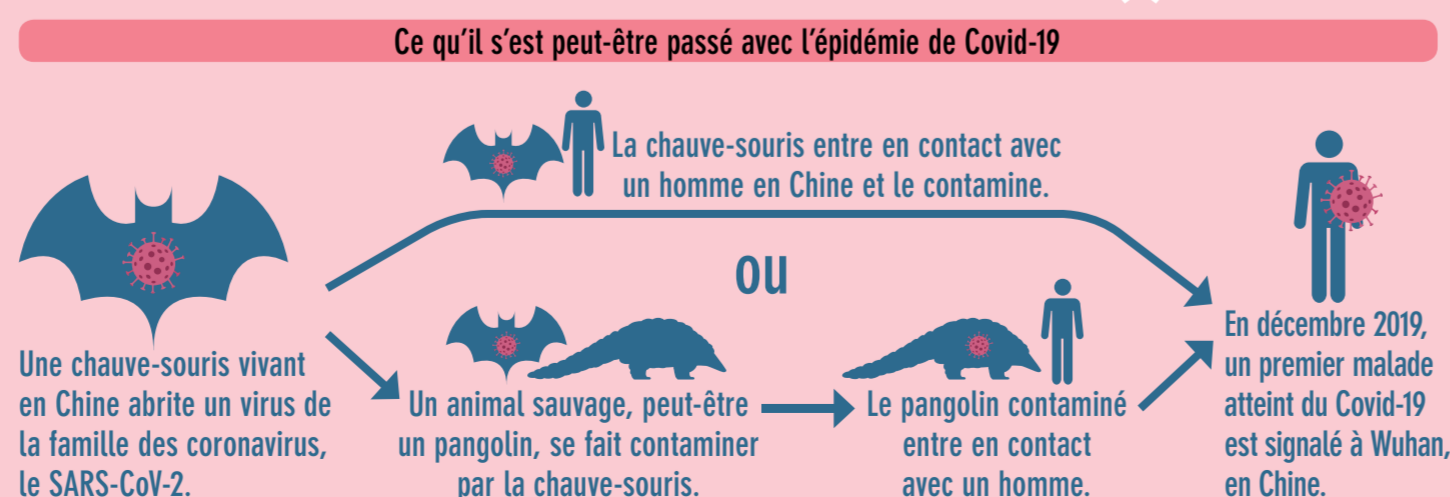 Ce qu'il s'est peut-être passé avec l’épidémie de Covid-19
La chauve-souris entre en contact avec
un homme en Chine et le contamine.
ou
Une chauve-souris vivant
en Chine abrite un virus de
la famille des coronavirus,
le SARS-CoV-2.
Un animal sauvage, peut-être
un pangolin, se fait contaminer
par la chauve-souris.
Le pangolin contaminé
entre en contact
avec un homme.
En décembre 2019,
un premier malade
atteint du Covid-19
est signalé à Wuhan,
en Chine.